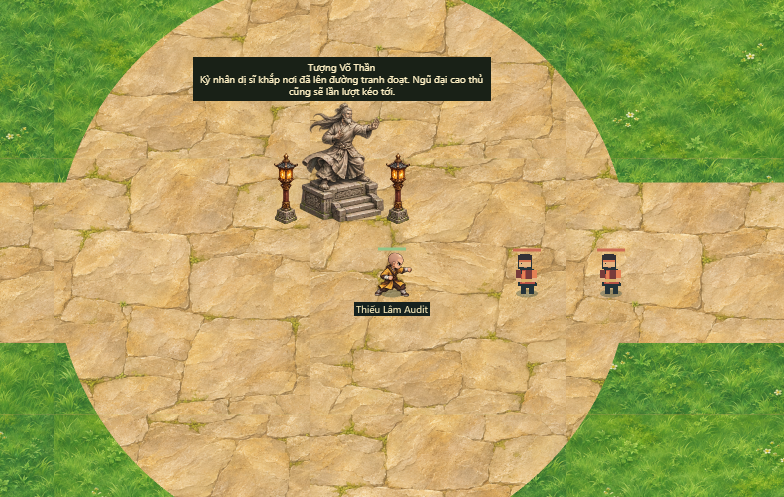 Tượng Võ Thần
Kỳ nhân dị sĩ khắp nơi đã lên đường tranh đoạt. Ngũ đại cao thủ
cũng sẽ lần lượt kéo tới.
Thiếu Lâm Audit